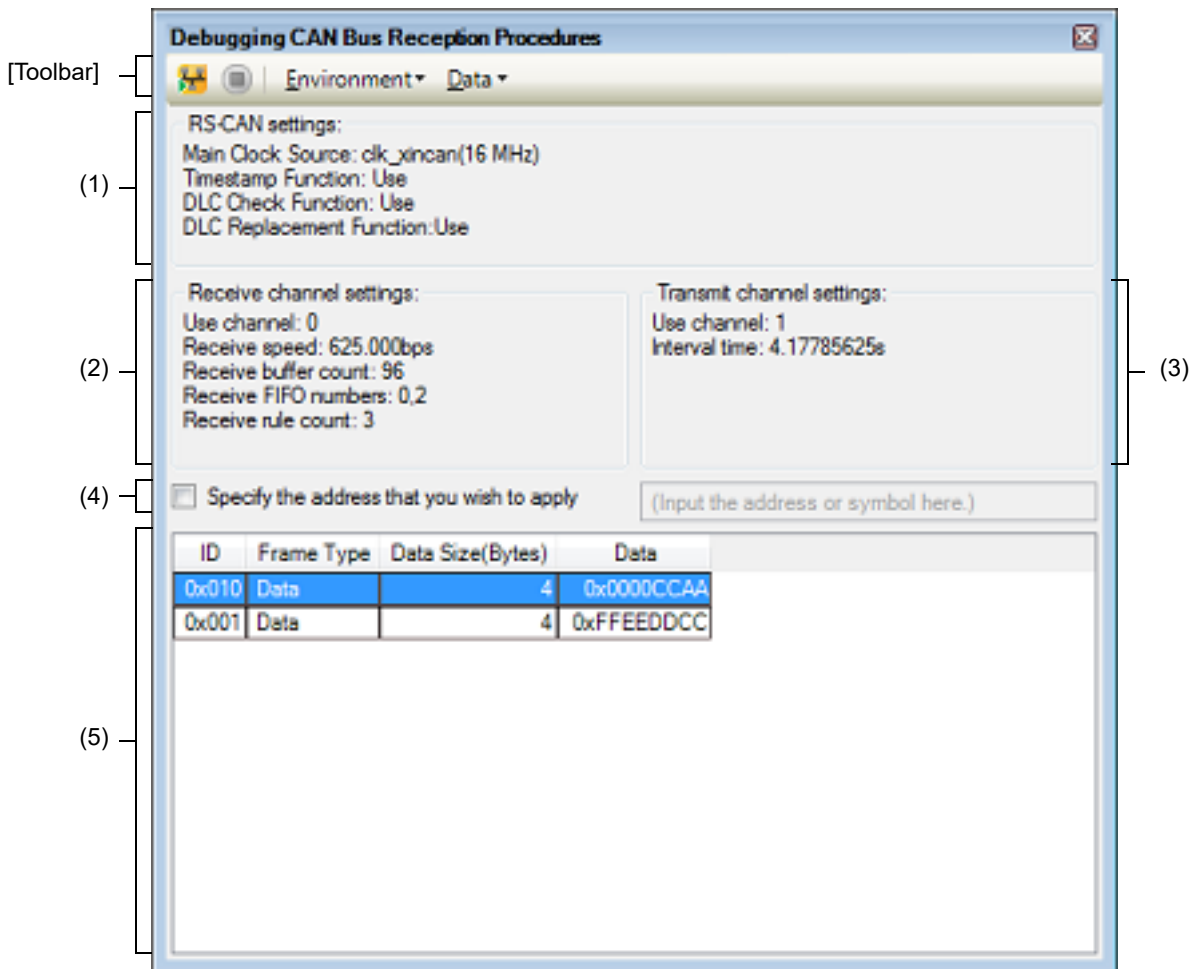 Debugging CAN Bus Reception Procedures
[Toolbar]
Environment Data
(1)
RS-CAN settings:
Main Clock Source: clk_xincan(16 MHz)
Timestamp Function: Use
DLC Check Function: Use
DLC Replacement Function:Use
(2)
Receive channel settings:
Use channel: 0
Receive speed: 625.000bps
Receive buffer count: 96
Receive FIFO numbers: 0,2
Receive rule count: 3
Transmit channel settings:
Use channel: 1
Interval time: 4.17785625s
(3)
(4)
Specify the address that you wish to apply
(Input the address or symbol here.)
(5)
ID Frame Type Data Size(Bytes) Data
0x010 Data 4 0x0000CCAA
0x001 Data 4 0xFFEEDDCC